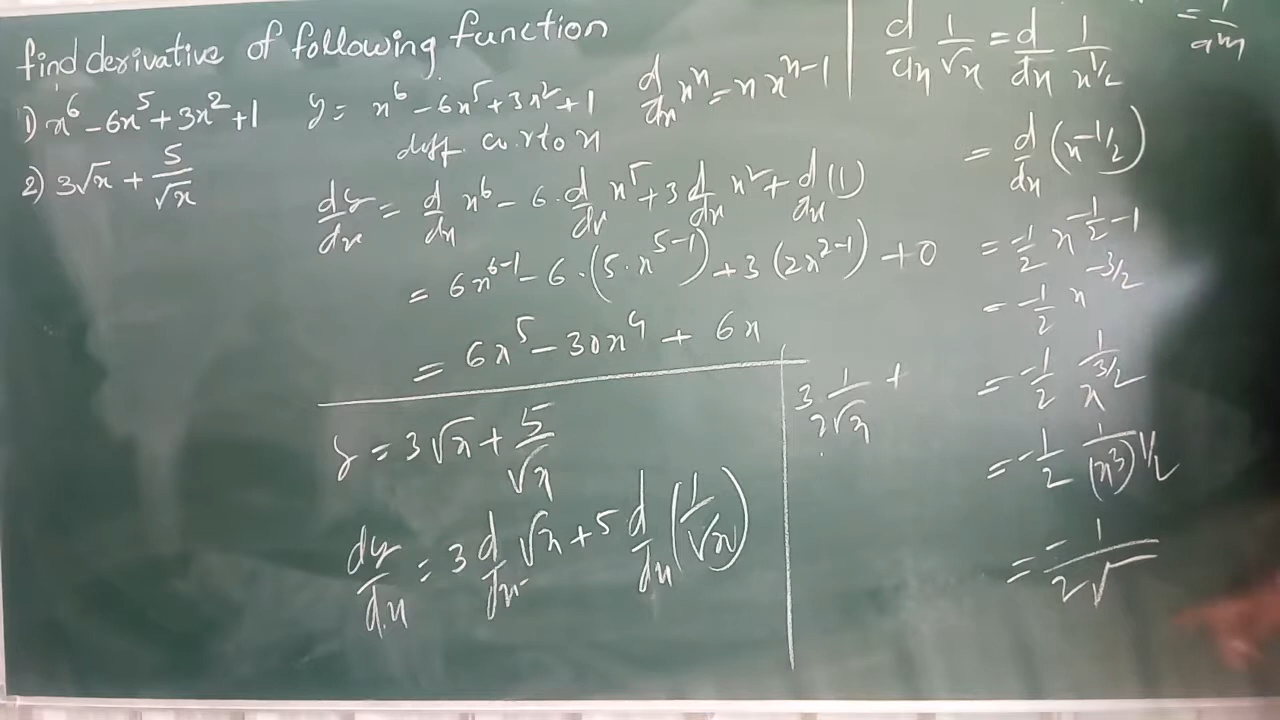 find derivative of following function
1) x^6 - 6x^5 + 3x^2 + 1
2) 3√x + 5/√x
y = x^6 - 6x^5 + 3x^2 + 1
d/dx x^n = n x^(n-1)
diff. w.r.to x
dy/dx = d/dx x^6 - 6 · d/dx x^5 + 3 d/dx x^2 + d/dx (1)
= 6x^(6-1) - 6 · (5 · x^(5-1)) + 3 (2x^(2-1)) + 0
= 6x^5 - 30x^4 + 6x
y = 3√x + 5/√x
dy/dx = 3 d/dx √x + 5 d/dx (1/√x)
3 1/2√x +
d/dx 1/√x = d/dx 1/x^(1/2)
= d/dx (x^(-1/2))
= -1/2 x^(-1/2 - 1)
= -1/2 x^(-3/2)
= -1/2 1/x^(3/2)
= -1/2 1/(x^3)^(1/2)
= -1/2√